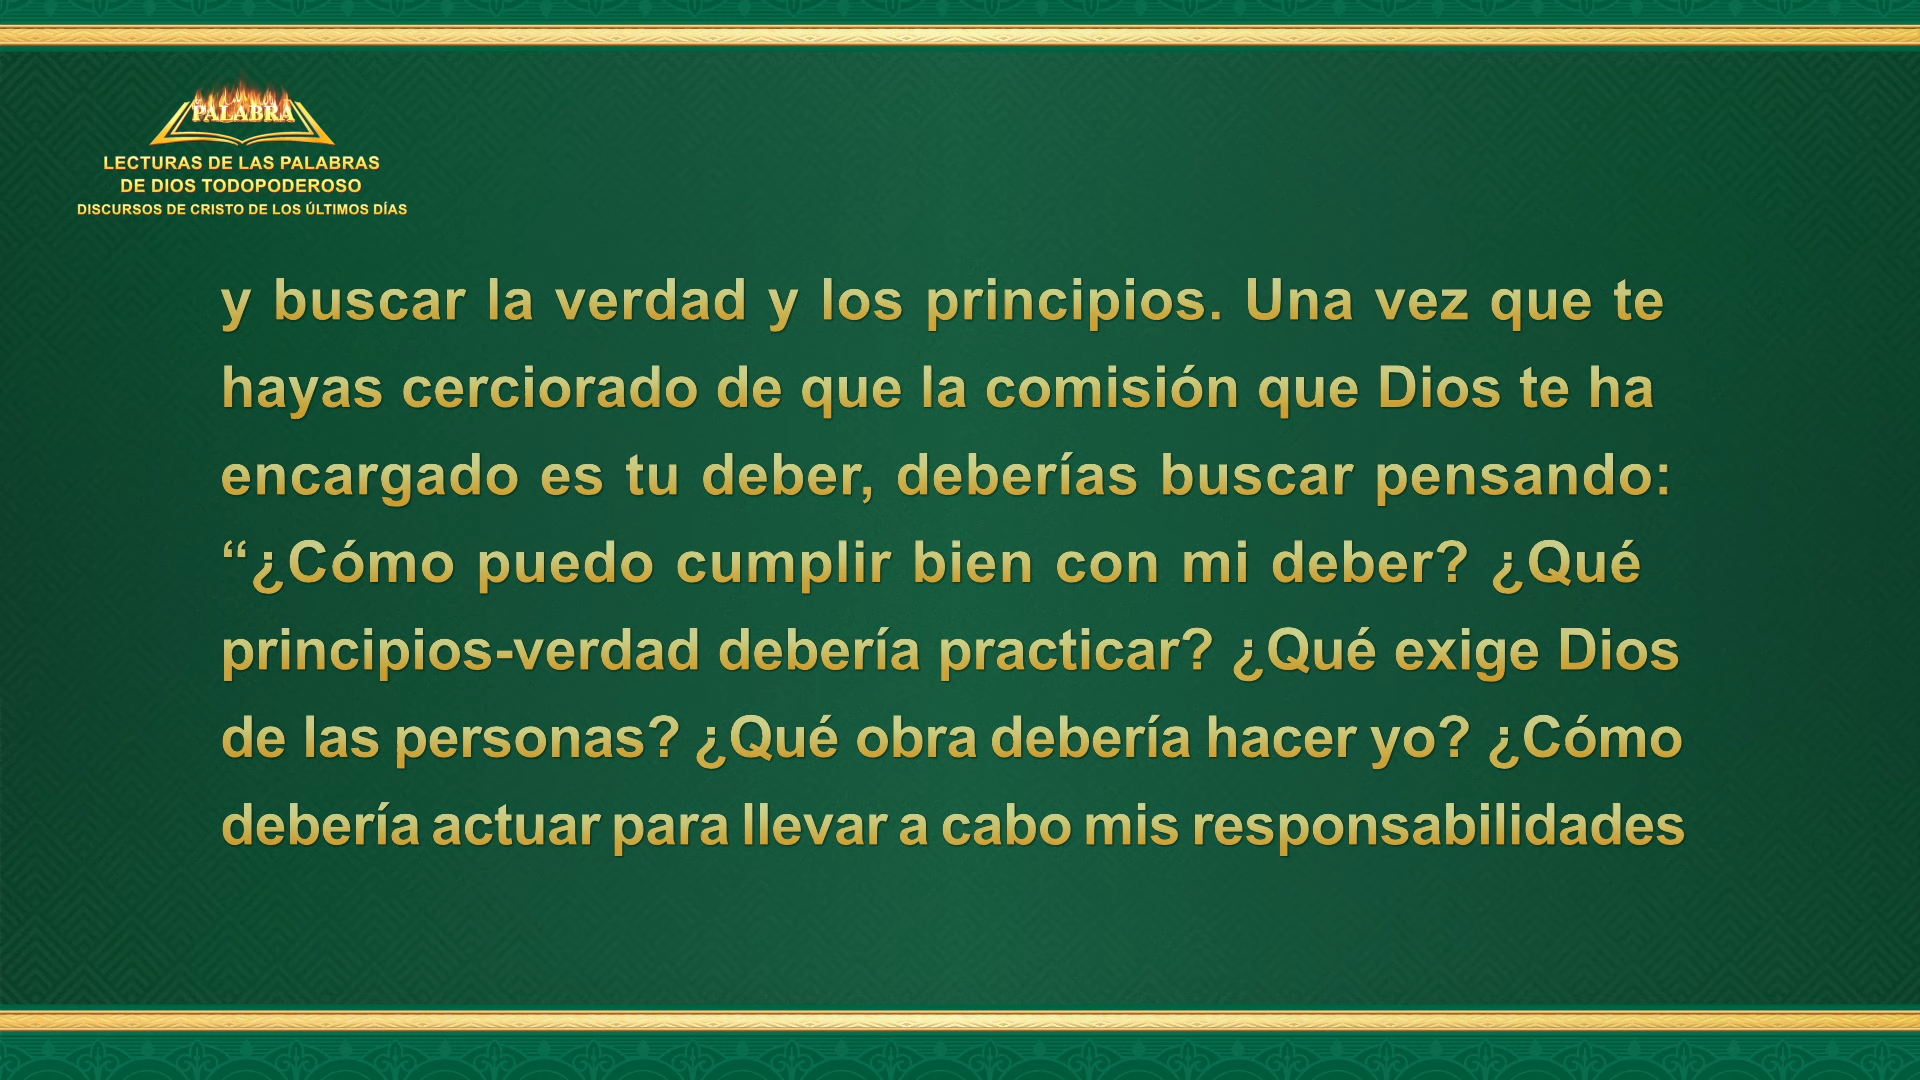 PALABRA
LECTURAS DE LAS PALABRAS
DE DIOS TODOPODEROSO
DISCURSOS DE CRISTO DE LOS ÚLTIMOS DÍAS
y buscar la verdad y los principios. Una vez que te
hayas cerciorado de que la comisión que Dios te ha
encargado es tu deber, deberías buscar pensando:
“¿Cómo puedo cumplir bien con mi deber? ¿Qué
principios-verdad debería practicar? ¿Qué exige Dios
de las personas? ¿Qué obra debería hacer yo? ¿Cómo
debería actuar para llevar a cabo mis responsabilidades